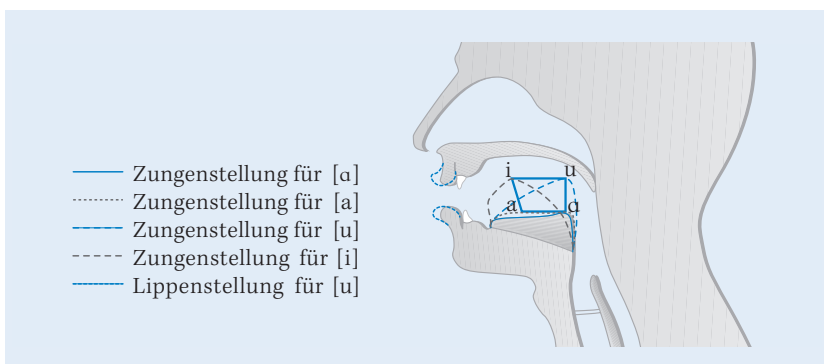 Zungenstellung für [ɑ]
Zungenstellung für [a]
Zungenstellung für [u]
Zungenstellung für [i]
Lippenstellung für [u]
i u
a ɑ